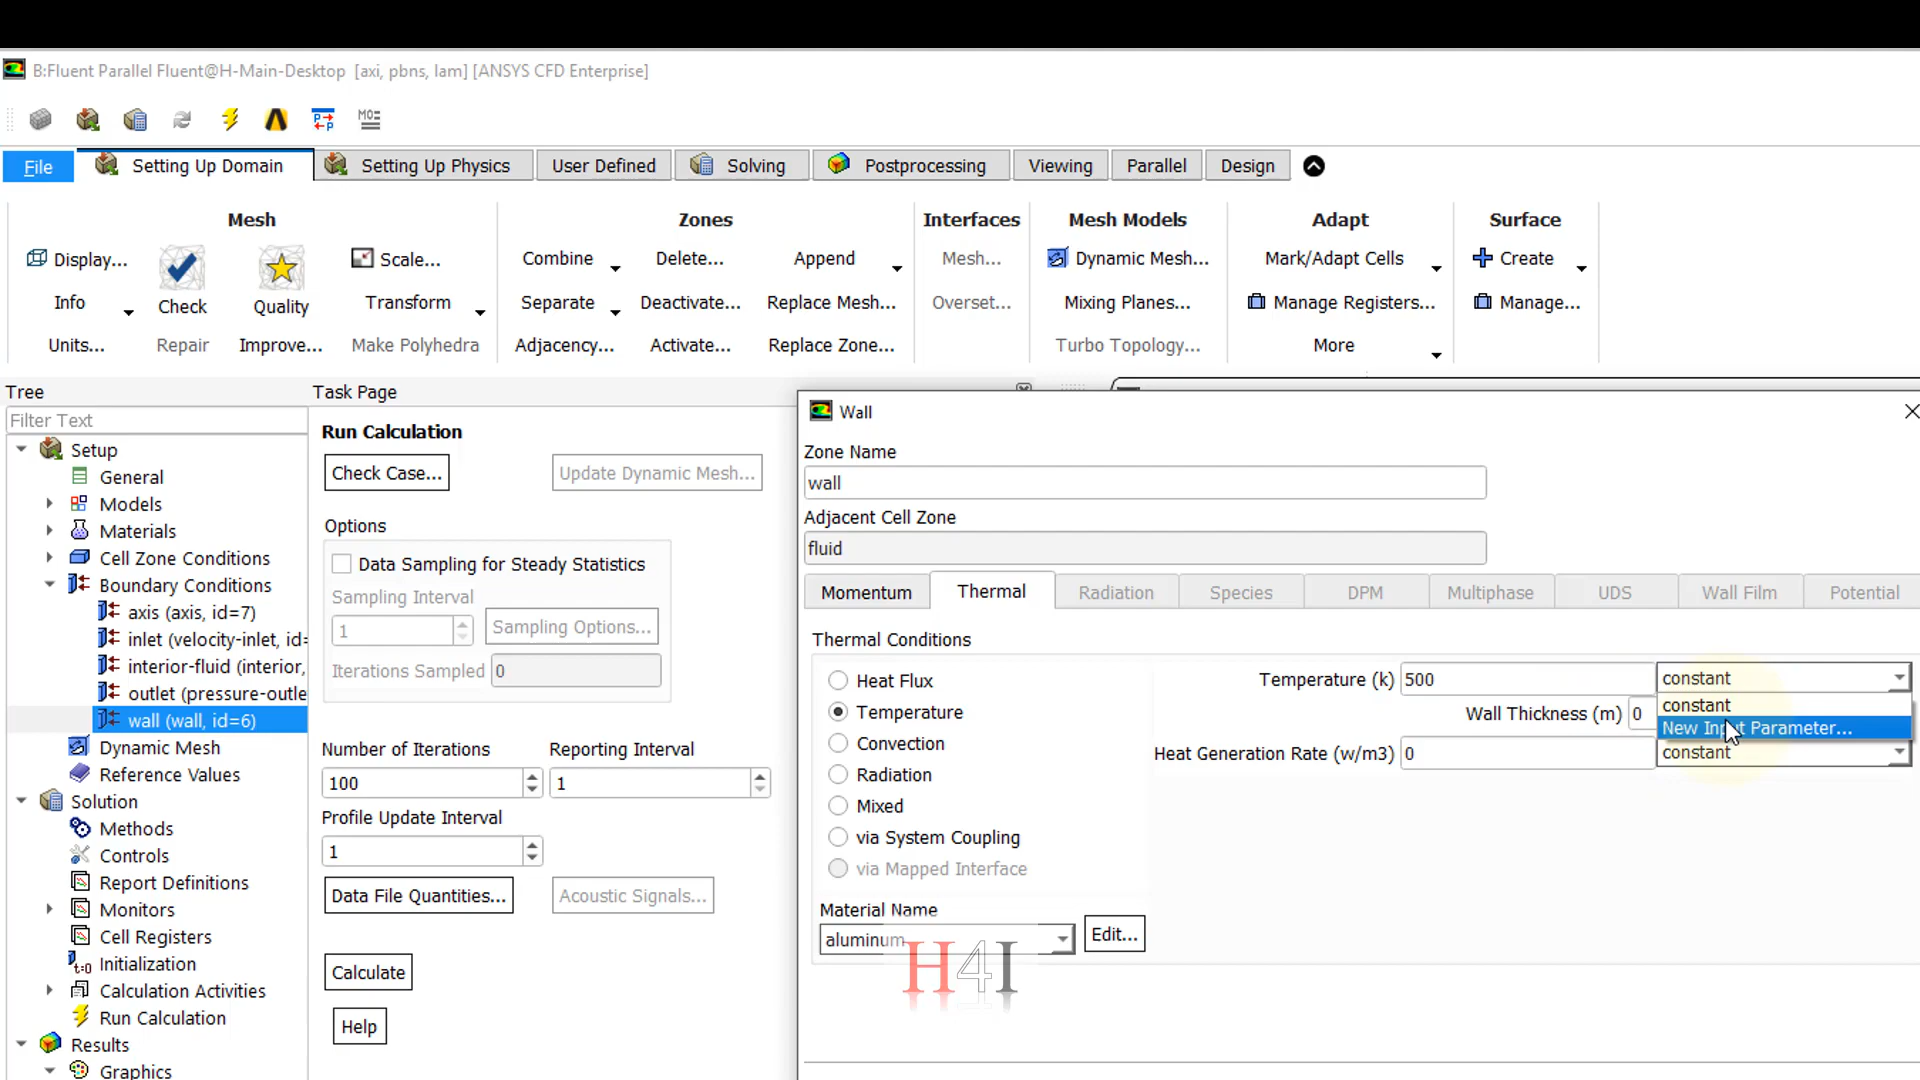 B:Fluent Parallel Fluent@H-Main-Desktop [axi, pbns, lam] [ANSYS CFD Enterprise]
File
Setting Up Domain
Setting Up Physics
User Defined
Solving
Postprocessing
Viewing
Parallel
Design
Mesh
Zones
Interfaces
Mesh Models
Adapt
Surface
Display...
Check
Quality
Scale...
Combine
Delete...
Append
Mesh...
Dynamic Mesh...
Mark/Adapt Cells
Create
Info
Transform
Separate
Deactivate...
Replace Mesh...
Overset...
Mixing Planes...
Manage Registers...
Manage...
Units...
Repair
Improve...
Make Polyhedra
Adjacency...
Activate...
Replace Zone...
Turbo Topology...
More
Tree
Filter Text
Setup
General
Models
Materials
Cell Zone Conditions
Boundary Conditions
axis (axis, id=7)
inlet (velocity-inlet, id=
interior-fluid (interior,
outlet (pressure-outle
wall (wall, id=6)
Dynamic Mesh
Reference Values
Solution
Methods
Controls
Report Definitions
Monitors
Cell Registers
t=0 Initialization
Calculation Activities
Run Calculation
Results
Graphics
Task Page
Run Calculation
Check Case...
Update Dynamic Mesh...
Options
Data Sampling for Steady Statistics
Sampling Interval
1
Sampling Options...
Iterations Sampled 0
Number of Iterations
Reporting Interval
100
1
Profile Update Interval
1
Data File Quantities...
Acoustic Signals...
Calculate
Help
Wall
Zone Name
wall
Adjacent Cell Zone
fluid
Momentum
Thermal
Radiation
Species
DPM
Multiphase
UDS
Wall Film
Potential
Thermal Conditions
Heat Flux
Temperature
Convection
Radiation
Mixed
via System Coupling
via Mapped Interface
Temperature (k) 500
constant
constant
New Input Parameter...
Wall Thickness (m) 0
Heat Generation Rate (w/m3) 0
constant
Material Name
aluminum
Edit...
H4I